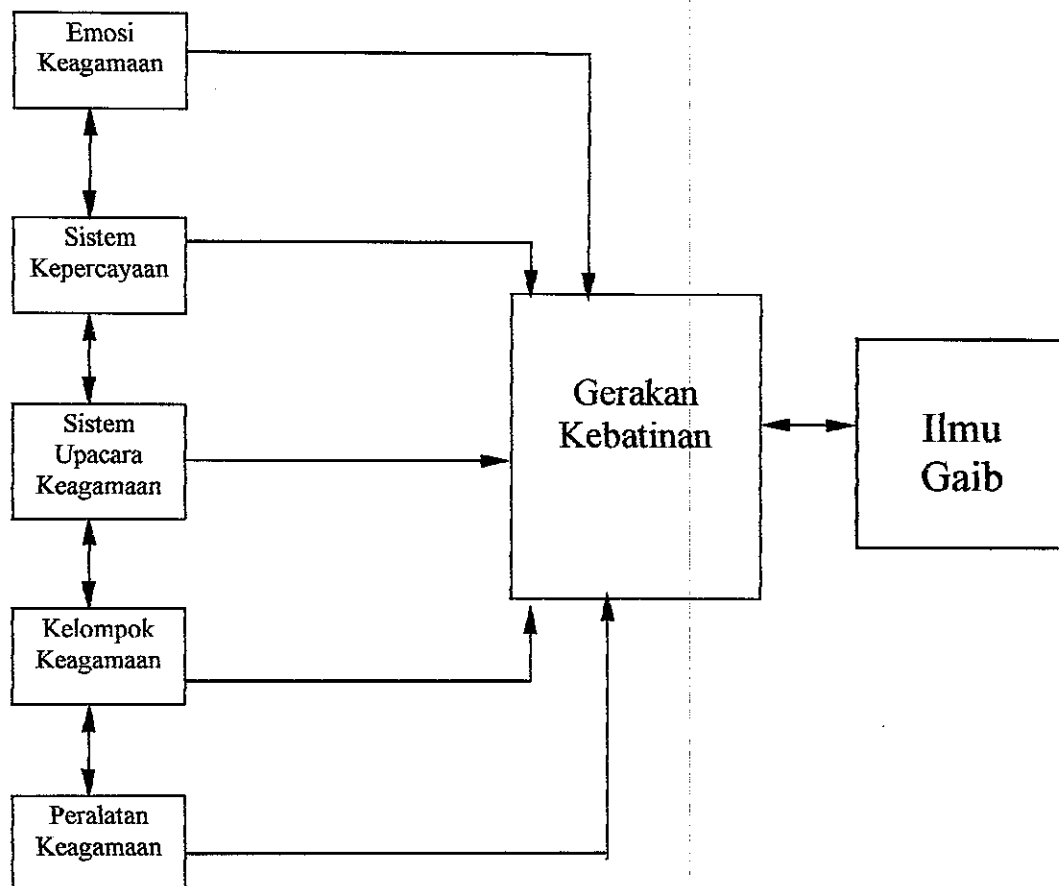 Emosi
Keagamaan
Sistem
Kepercayaan
Sistem
Upacara
Keagamaan
Kelompok
Keagamaan
Peralatan
Keagamaan
Gerakan
Kebatinan
Ilmu
Gaib